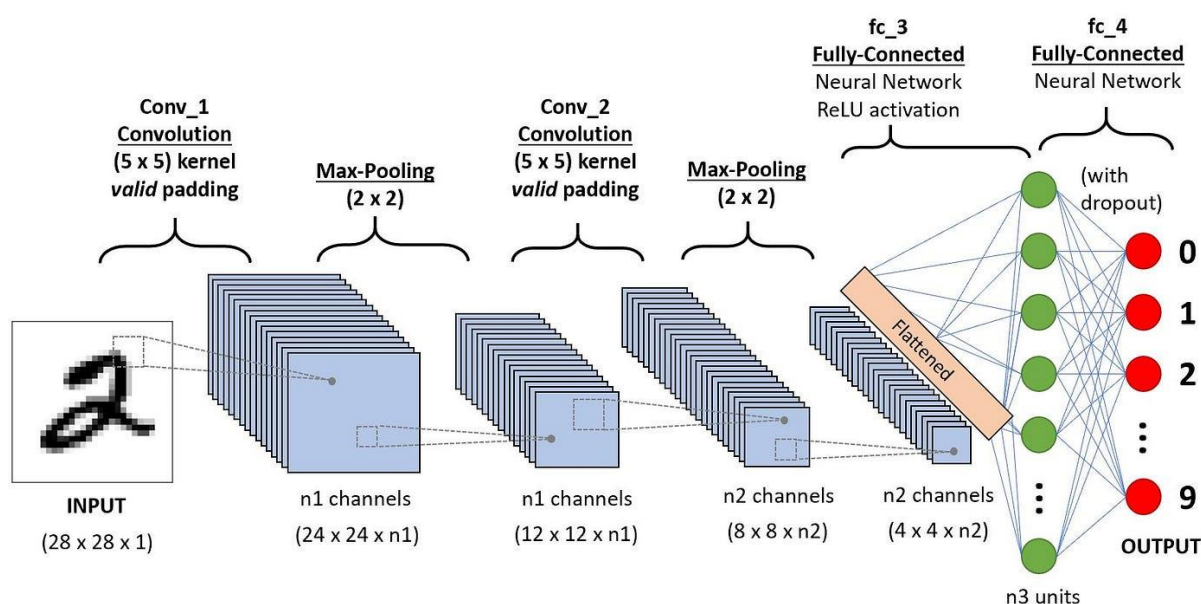 fc_3
Fully-Connected
Neural Network
ReLU activation
fc_4
Fully-Connected
Neural Network
Conv_1
Convolution
(5 x 5) kernel
valid padding
Max-Pooling
(2 x 2)
Conv_2
Convolution
(5 x 5) kernel
valid padding
Max-Pooling
(2 x 2)
(with
dropout)
Flattened
0
1
2
...
...
9
INPUT
(28 x 28 x 1)
n1 channels
(24 x 24 x n1)
n1 channels
(12 x 12 x n1)
n2 channels
(8 x 8 x n2)
n2 channels
(4 x 4 x n2)
OUTPUT
n3 units